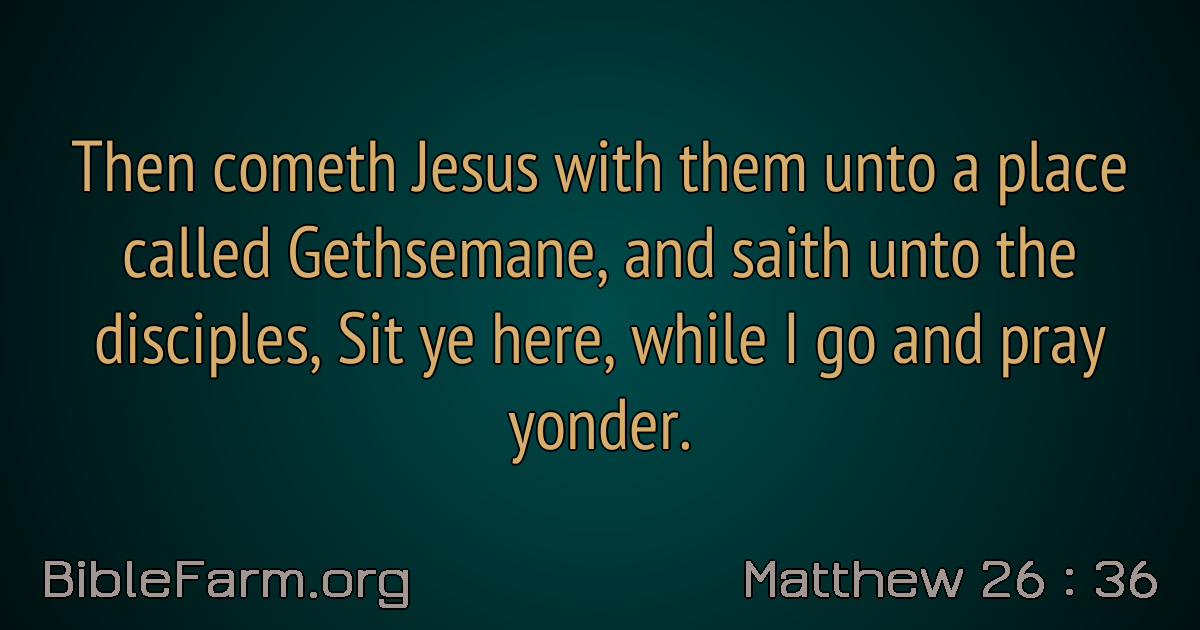 Then cometh Jesus with them unto a place
called Gethsemane, and saith unto the
disciples, Sit ye here, while I go and pray
yonder.
BibleFarm.org
Matthew 26 : 36